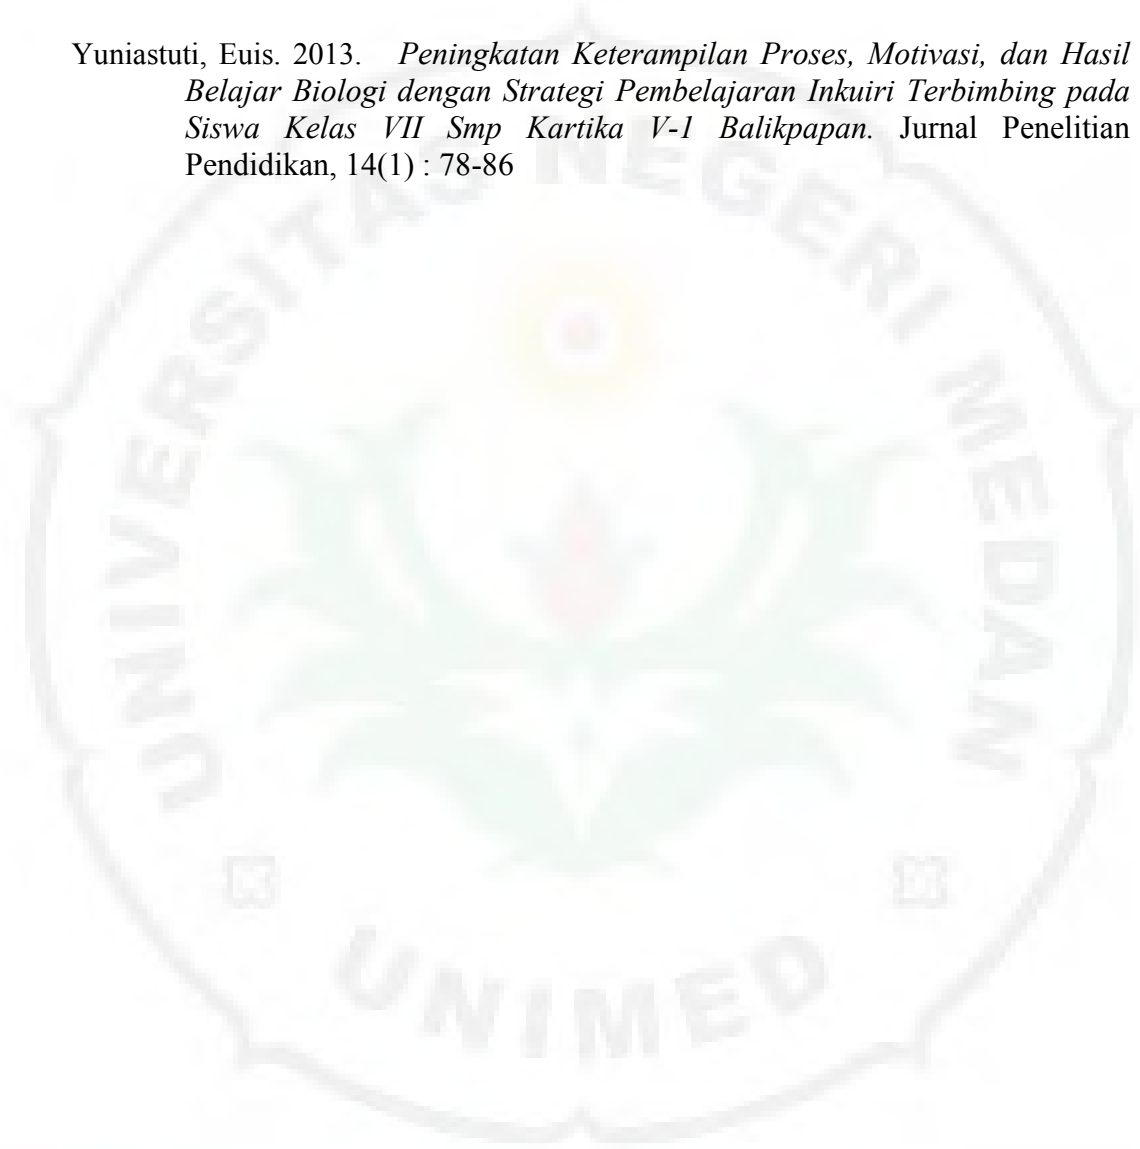 Yuniastuti, Euis. 2013. Peningkatan Keterampilan Proses, Motivasi, dan Hasil
Belajar Biologi dengan Strategi Pembelajaran Inkuiri Terbimbing pada
Siswa Kelas VII Smp Kartika V-1 Balikpapan. Jurnal Penelitian
Pendidikan, 14(1) : 78-86
UNIVERSITAS NEGERI MEDAN
UNIMED